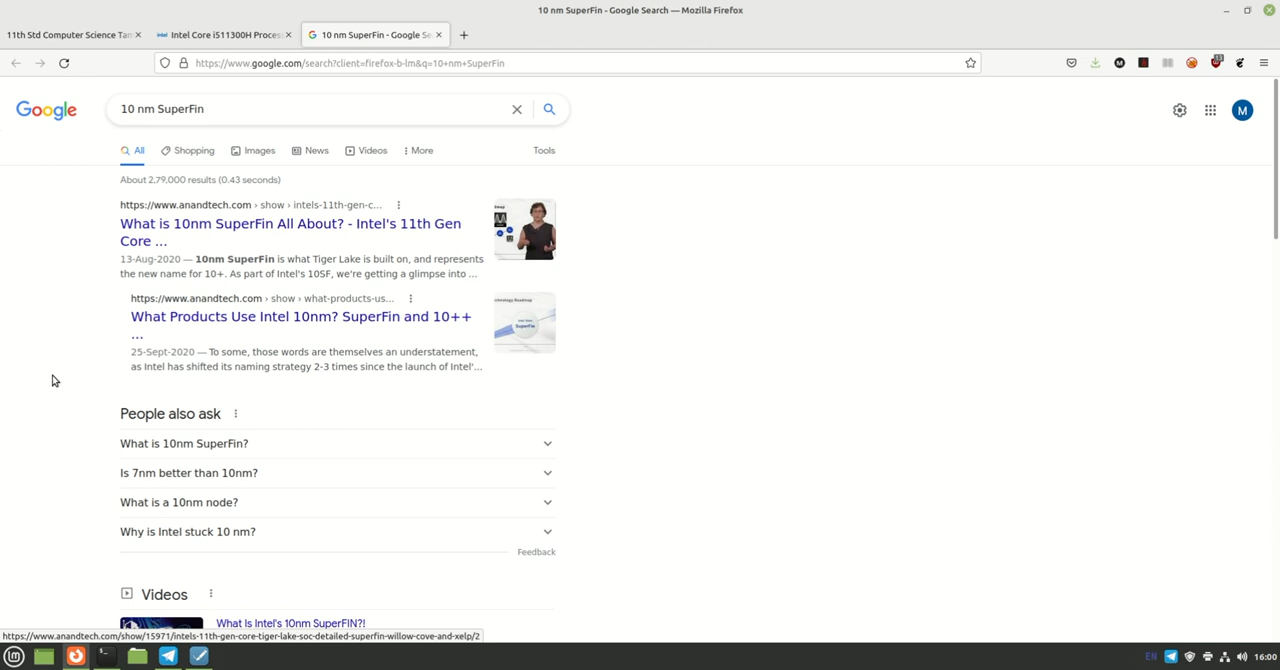 10 nm SuperFin - Google Search — Mozilla Firefox
11th Std Computer Science Tam
Intel Core i511300H Process
10 nm SuperFin - Google Se
https://www.google.com/search?client=firefox-b-lm&q=10+nm+SuperFin
Google
10 nm SuperFin
M
All
Shopping
Images
News
Videos
More
Tools
About 2,79,000 results (0.43 seconds)
https://www.anandtech.com › show › intels-11th-gen-c...
What is 10nm SuperFin All About? - Intel's 11th Gen
Core ...
13-Aug-2020 — 10nm SuperFin is what Tiger Lake is built on, and represents
the new name for 10+. As part of Intel's 10SF, we're getting a glimpse into ...
https://www.anandtech.com › show › what-products-us...
What Products Use Intel 10nm? SuperFin and 10++
...
25-Sept-2020 — To some, those words are themselves an understatement,
as Intel has shifted its naming strategy 2-3 times since the launch of Intel'...
SuperFin
People also ask
What is 10nm SuperFin?
Is 7nm better than 10nm?
What is a 10nm node?
Why is Intel stuck 10 nm?
Feedback
Videos
What Is Intel's 10nm SuperFIN?!
https://www.anandtech.com/show/15971/intels-11th-gen-core-tiger-lake-soc-detailed-superfin-willow-cove-and-xelp/2
EN
16:00